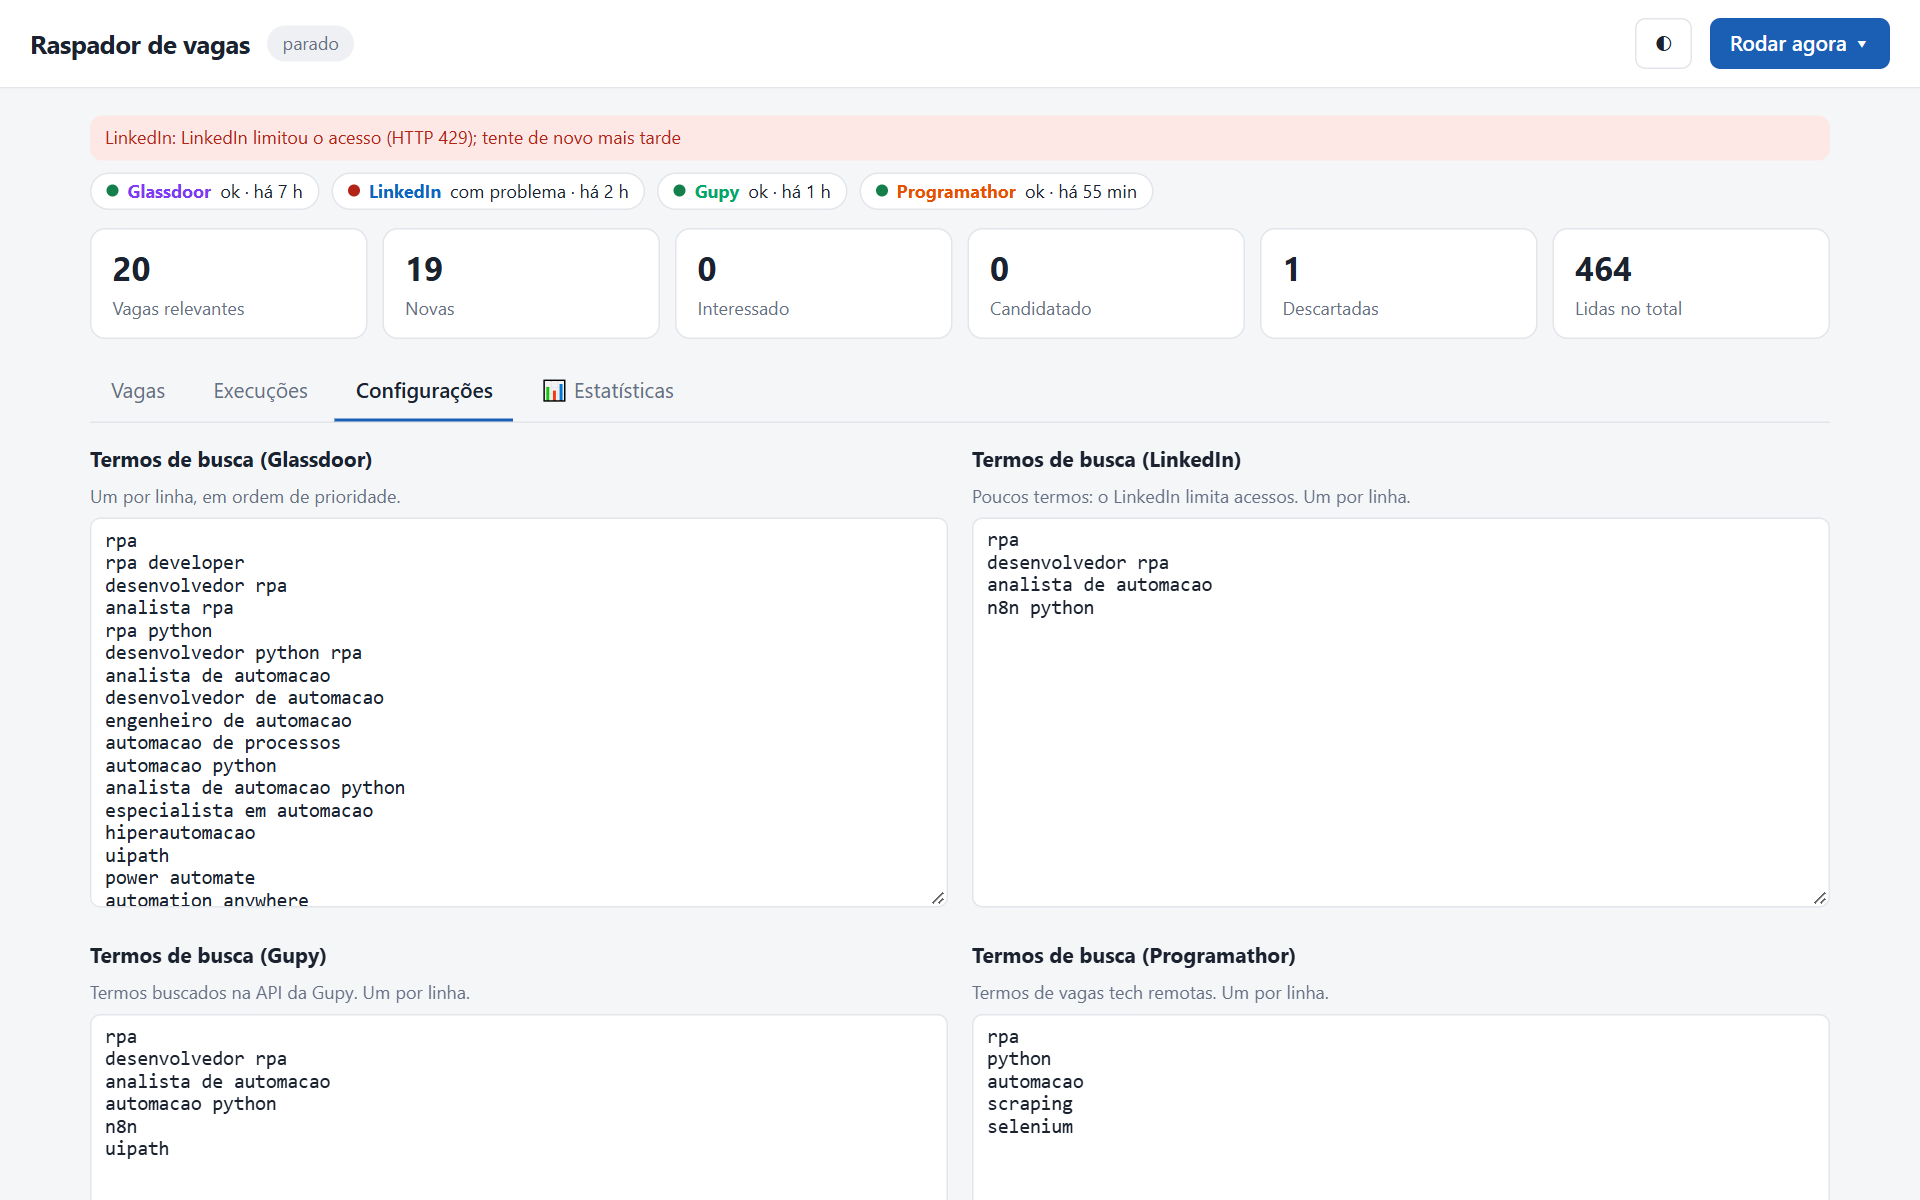 Raspador de vagas parado
Rodar agora ▾
LinkedIn: LinkedIn limitou o acesso (HTTP 429); tente de novo mais tarde
Glassdoor ok · há 7 h
LinkedIn com problema · há 2 h
Gupy ok · há 1 h
Programathor ok · há 55 min
20
Vagas relevantes
19
Novas
0
Interessado
0
Candidatado
1
Descartadas
464
Lidas no total
Vagas
Execuções
Configurações
Estatísticas
Termos de busca (Glassdoor)
Um por linha, em ordem de prioridade.
rpa
rpa developer
desenvolvedor rpa
analista rpa
rpa python
desenvolvedor python rpa
analista de automacao
desenvolvedor de automacao
engenheiro de automacao
automacao de processos
automacao python
analista de automacao python
especialista em automacao
hiperautomacao
uipath
power automate
automation anywhere
Termos de busca (LinkedIn)
Poucos termos: o LinkedIn limita acessos. Um por linha.
rpa
desenvolvedor rpa
analista de automacao
n8n python
Termos de busca (Gupy)
Termos buscados na API da Gupy. Um por linha.
rpa
desenvolvedor rpa
analista de automacao
automacao python
n8n
uipath
Termos de busca (Programathor)
Termos de vagas tech remotas. Um por linha.
rpa
python
automacao
scraping
selenium